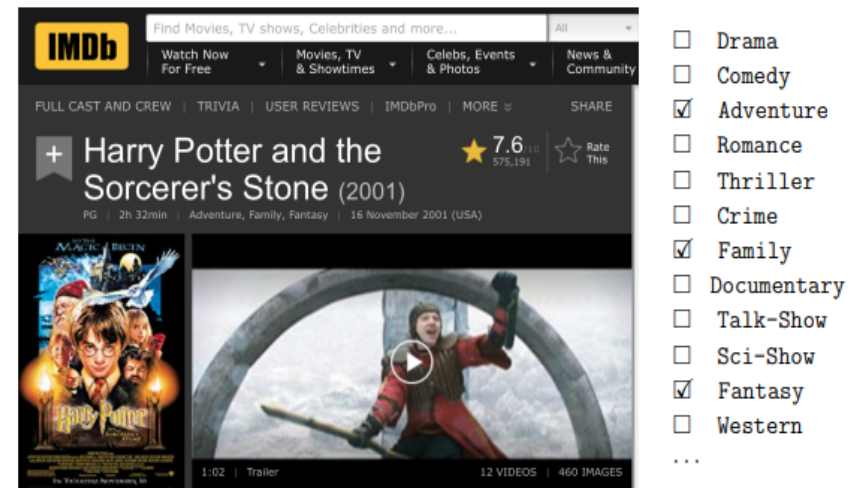 IMDb
Find Movies, TV shows, Celebrities and more...
All
Watch Now
For Free
Movies, TV
& Showtimes
Celebs, Events
& Photos
News &
Community
FULL CAST AND CREW | TRIVIA | USER REVIEWS | IMDbPro | MORE
SHARE
+
Harry Potter and the
Sorcerer's Stone (2001)
7.6/10
575,191
Rate
This
PG | 2h 32min | Adventure, Family, Fantasy | 16 November 2001 (USA)
MAGIC BEGIN
Harry Potter
1:02 | Trailer
12 VIDEOS | 460 IMAGES
☐ Drama
☐ Comedy
☑ Adventure
☐ Romance
☐ Thriller
☐ Crime
☑ Family
☐ Documentary
☐ Talk-Show
☐ Sci-Show
☑ Fantasy
☐ Western
...